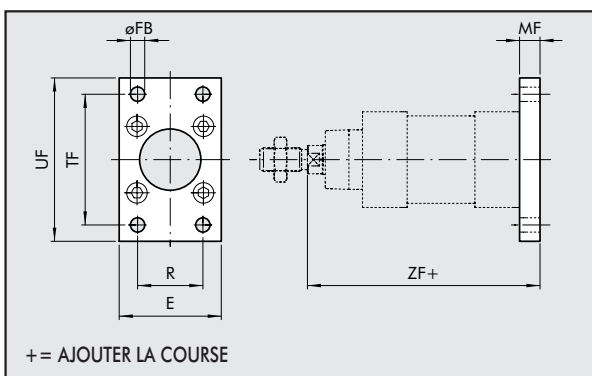 øFB
MF
UF
TF
R
E
ZF+
+= AJOUTER LA COURSE